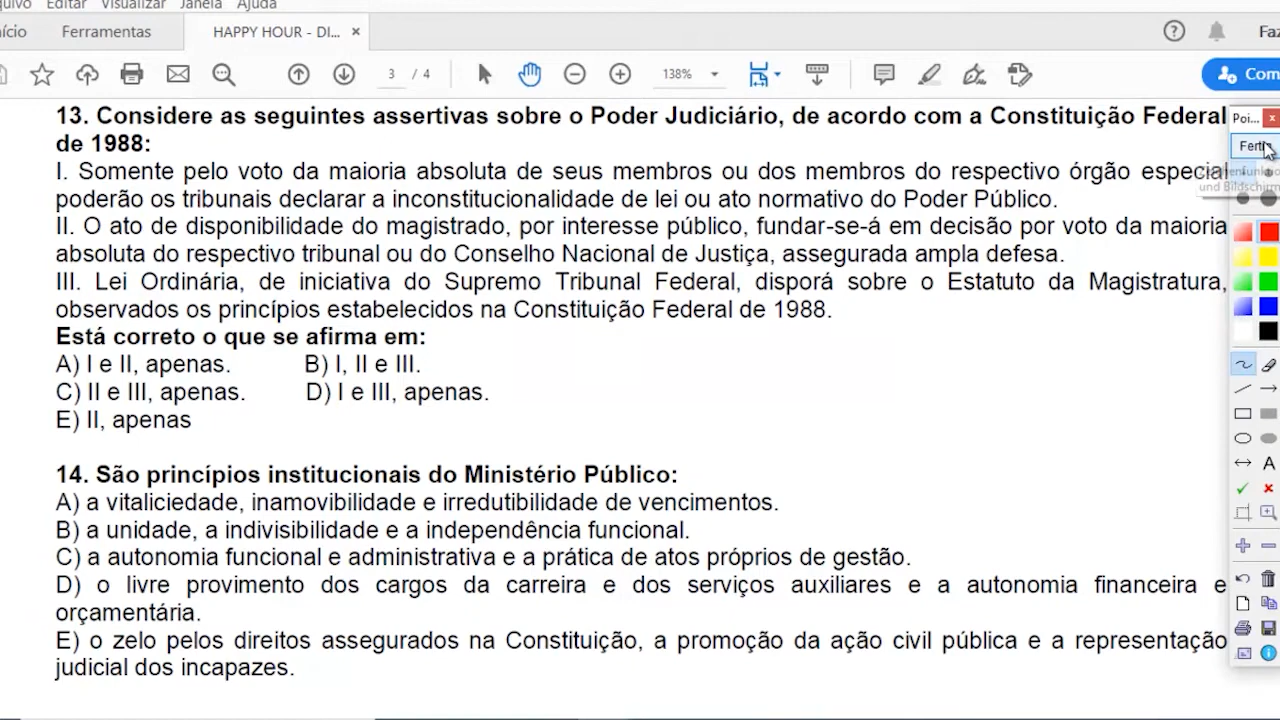 Editar Visualizar Janela Ajuda
Ferramentas HAPPY HOUR - DI... ×
3 / 4 138% Com
13. Considere as seguintes assertivas sobre o Poder Judiciário, de acordo com a Constituição Federal
de 1988:
I. Somente pelo voto da maioria absoluta de seus membros ou dos membros do respectivo órgão especial
poderão os tribunais declarar a inconstitucionalidade de lei ou ato normativo do Poder Público.
II. O ato de disponibilidade do magistrado, por interesse público, fundar-se-á em decisão por voto da maioria
absoluta do respectivo tribunal ou do Conselho Nacional de Justiça, assegurada ampla defesa.
III. Lei Ordinária, de iniciativa do Supremo Tribunal Federal, disporá sobre o Estatuto da Magistratura,
observados os princípios estabelecidos na Constituição Federal de 1988.
Está correto o que se afirma em:
A) I e II, apenas. B) I, II e III.
C) II e III, apenas. D) I e III, apenas.
E) II, apenas
14. São princípios institucionais do Ministério Público:
A) a vitaliciedade, inamovibilidade e irredutibilidade de vencimentos.
B) a unidade, a indivisibilidade e a independência funcional.
C) a autonomia funcional e administrativa e a prática de atos próprios de gestão.
D) o livre provimento dos cargos da carreira e dos serviços auxiliares e a autonomia financeira e
orçamentária.
E) o zelo pelos direitos assegurados na Constituição, a promoção da ação civil pública e a representação
judicial dos incapazes.
Poi...